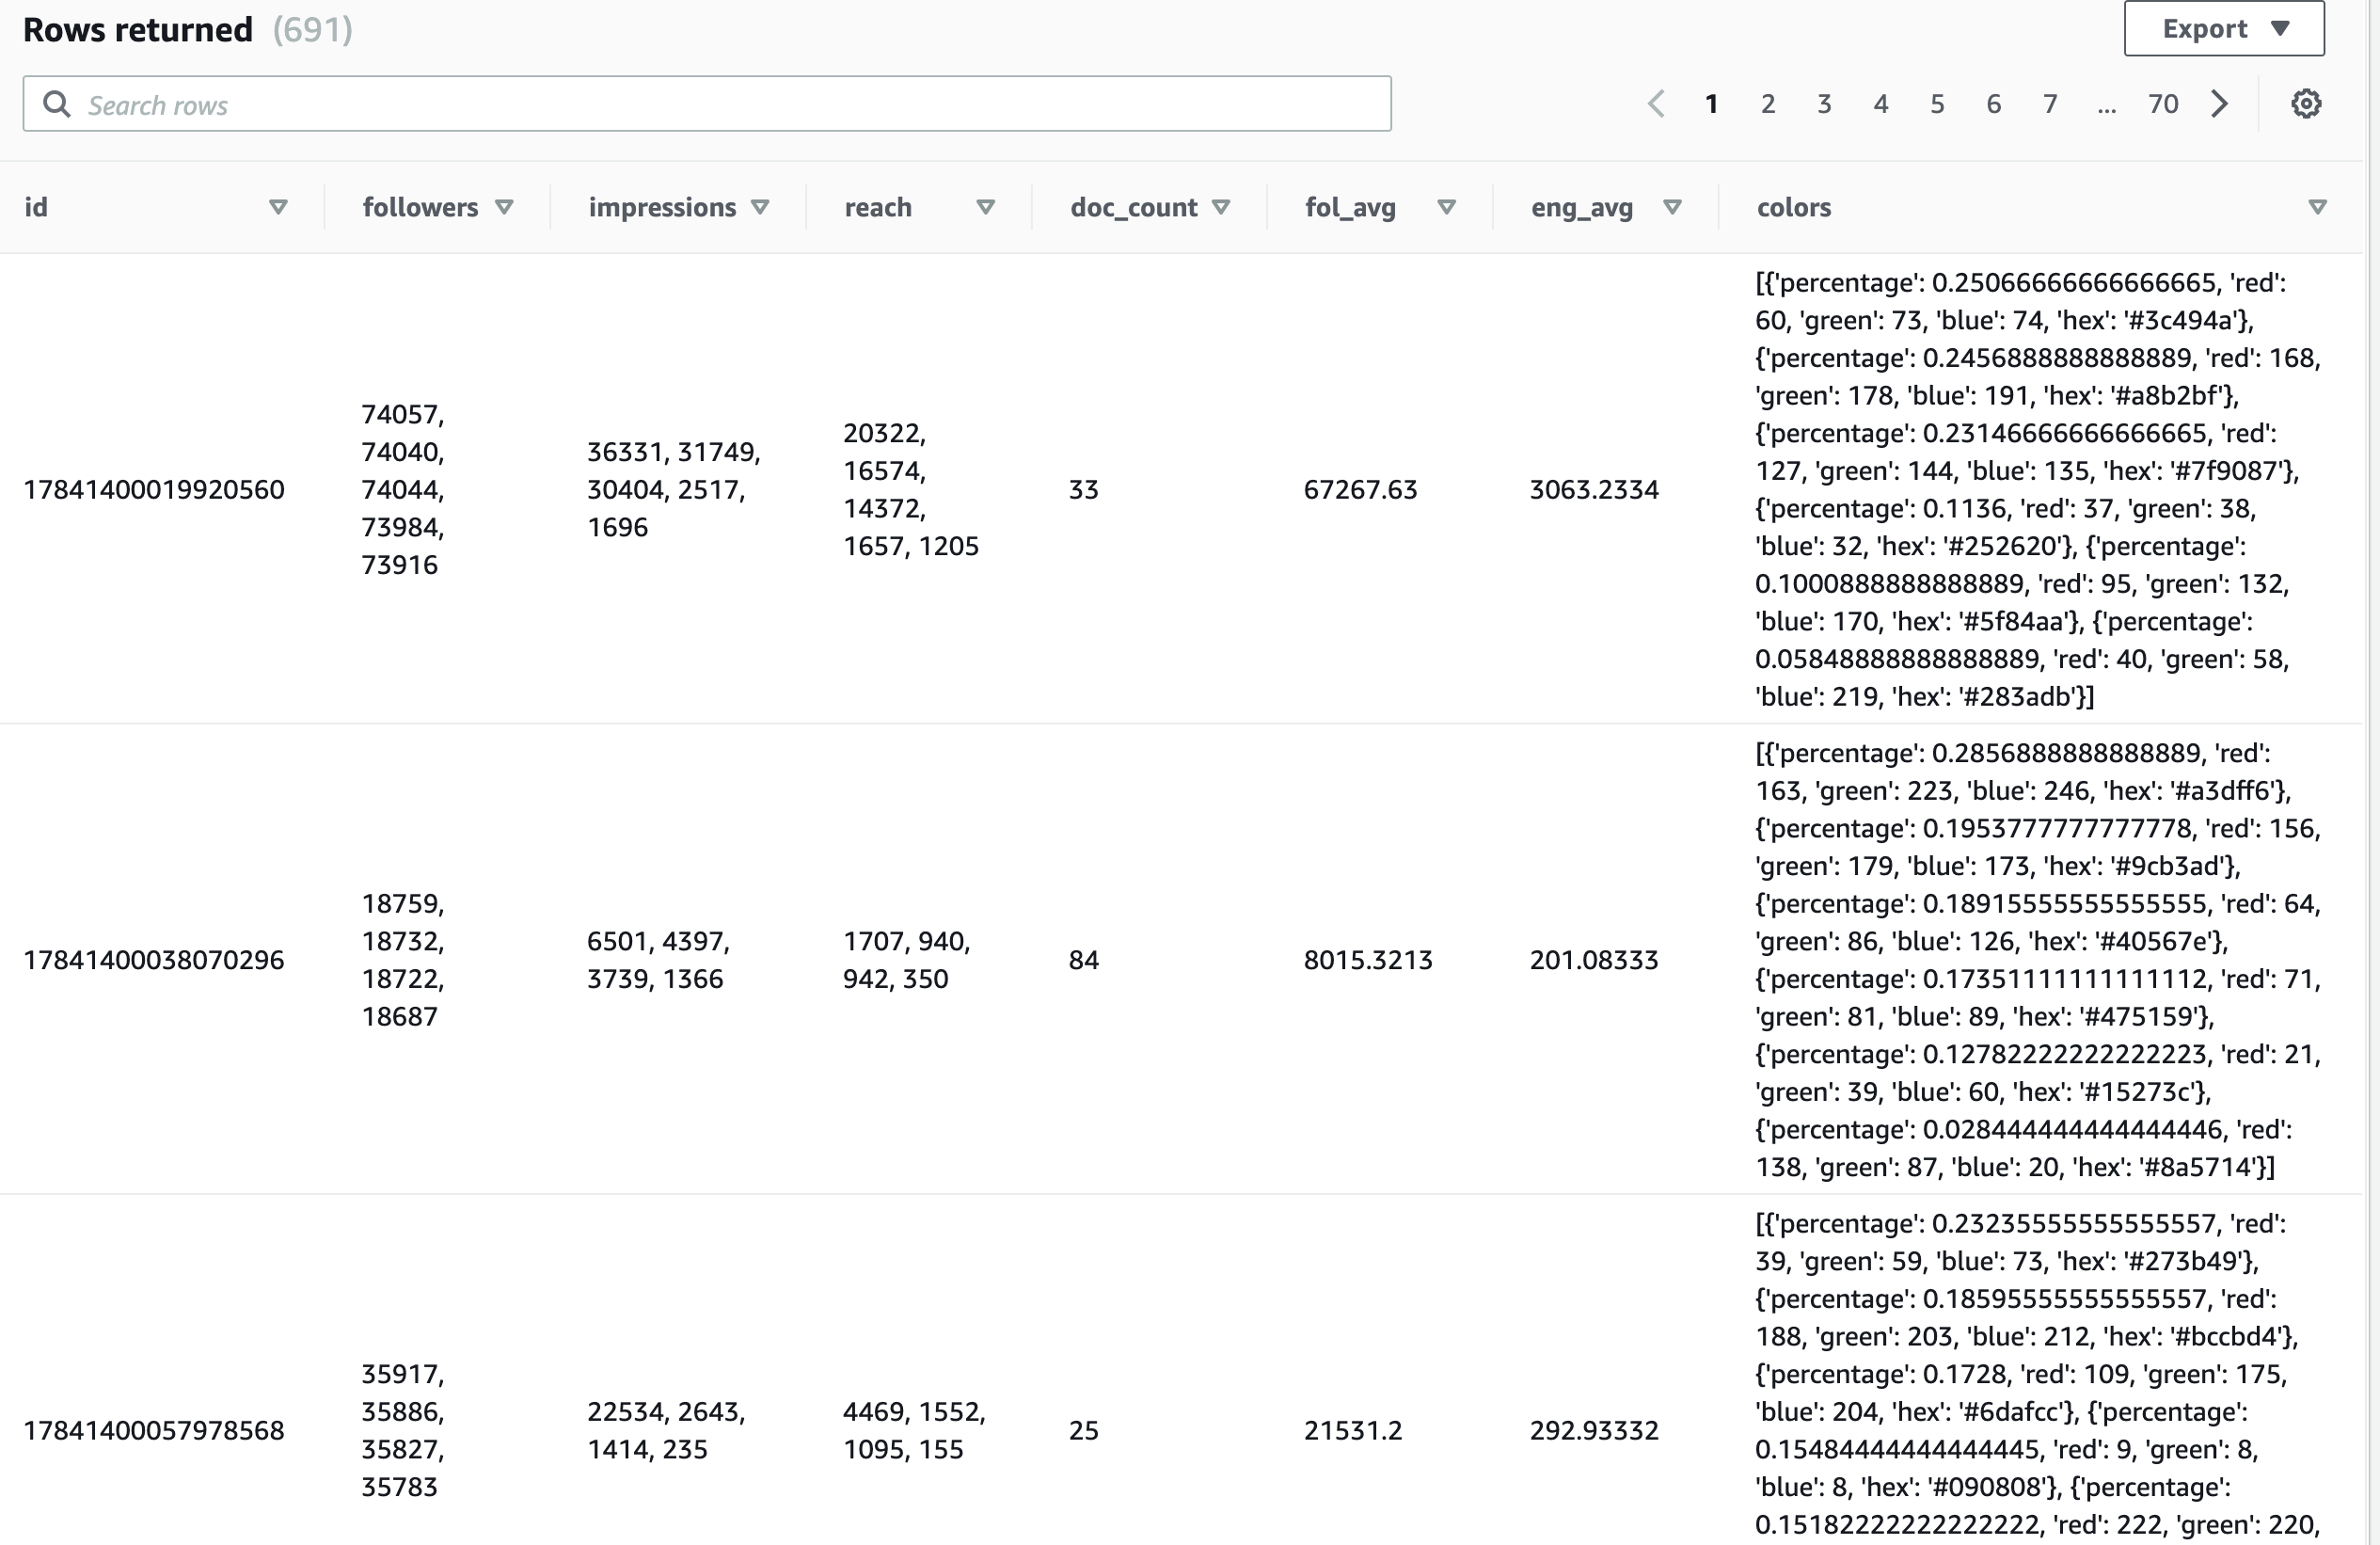 Rows returned (691)
Export
Search rows
1 2 3 4 5 6 7 ... 70
id followers impressions reach doc_count fol_avg eng_avg colors
17841400019920560
74057,
74040,
74044,
73984,
73916
36331, 31749,
30404, 2517,
1696
20322,
16574,
14372,
1657, 1205
33
67267.63
3063.2334
[{'percentage': 0.25066666666666665, 'red':
60, 'green': 73, 'blue': 74, 'hex': '#3c494a'},
{'percentage': 0.2456888888888889, 'red': 168,
'green': 178, 'blue': 191, 'hex': '#a8b2bf'},
{'percentage': 0.23146666666666665, 'red':
127, 'green': 144, 'blue': 135, 'hex': '#7f9087'},
{'percentage': 0.1136, 'red': 37, 'green': 38,
'blue': 32, 'hex': '#252620'}, {'percentage':
0.1000888888888889, 'red': 95, 'green': 132,
'blue': 170, 'hex': '#5f84aa'}, {'percentage':
0.05848888888888889, 'red': 40, 'green': 58,
'blue': 219, 'hex': '#283adb'}]
17841400038070296
18759,
18732,
18722,
18687
6501, 4397,
3739, 1366
1707, 940,
942, 350
84
8015.3213
201.08333
[{'percentage': 0.2856888888888889, 'red':
163, 'green': 223, 'blue': 246, 'hex': '#a3dff6'},
{'percentage': 0.1953777777777778, 'red': 156,
'green': 179, 'blue': 173, 'hex': '#9cb3ad'},
{'percentage': 0.18915555555555555, 'red': 64,
'green': 86, 'blue': 126, 'hex': '#40567e'},
{'percentage': 0.17351111111111112, 'red': 71,
'green': 81, 'blue': 89, 'hex': '#475159'},
{'percentage': 0.12782222222222223, 'red': 21,
'green': 39, 'blue': 60, 'hex': '#15273c'},
{'percentage': 0.028444444444444446, 'red':
138, 'green': 87, 'blue': 20, 'hex': '#8a5714'}]
17841400057978568
35917,
35886,
35827,
35783
22534, 2643,
1414, 235
4469, 1552,
1095, 155
25
21531.2
292.93332
[{'percentage': 0.23235555555555557, 'red':
39, 'green': 59, 'blue': 73, 'hex': '#273b49'},
{'percentage': 0.18595555555555557, 'red':
188, 'green': 203, 'blue': 212, 'hex': '#bccbd4'},
{'percentage': 0.1728, 'red': 109, 'green': 175,
'blue': 204, 'hex': '#6dafcc'}, {'percentage':
0.15484444444444445, 'red': 9, 'green': 8,
'blue': 8, 'hex': '#090808'}, {'percentage':
0.15182222222222222, 'red': 222, 'green': 220,